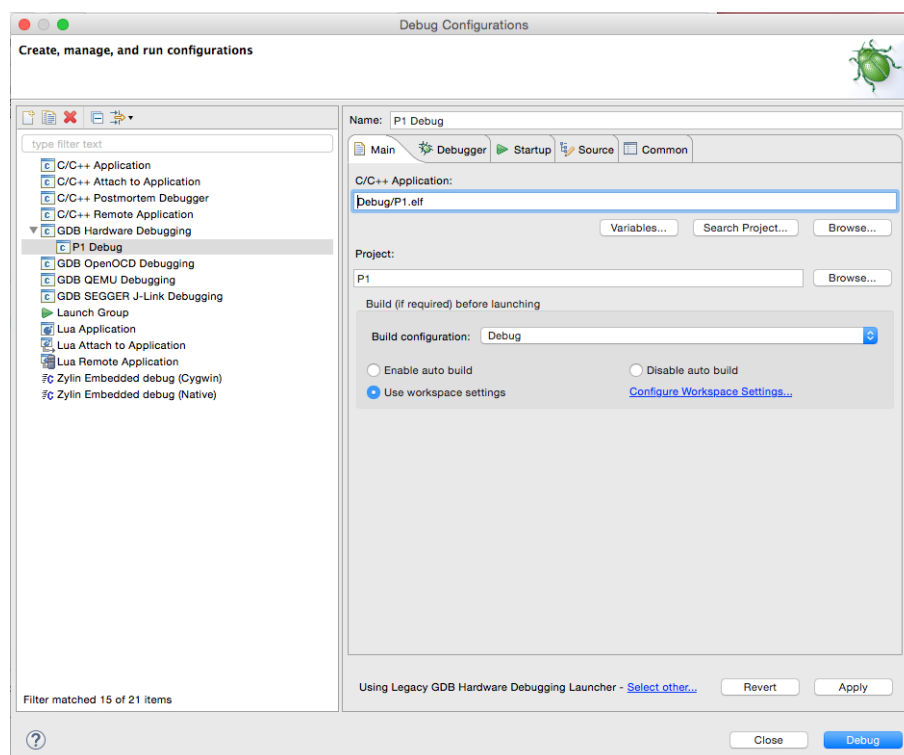 Debug Configurations
Create, manage, and run configurations
type filter text
C/C++ Application
C/C++ Attach to Application
C/C++ Postmortem Debugger
C/C++ Remote Application
GDB Hardware Debugging
P1 Debug
GDB OpenOCD Debugging
GDB QEMU Debugging
GDB SEGGER J-Link Debugging
Launch Group
Lua Application
Lua Attach to Application
Lua Remote Application
Zylin Embedded debug (Cygwin)
Zylin Embedded debug (Native)
Filter matched 15 of 21 items
Name: P1 Debug
Main Debugger Startup Source Common
C/C++ Application:
Debug/P1.elf
Variables... Search Project... Browse...
Project:
P1 Browse...
Build (if required) before launching
Build configuration: Debug
Enable auto build Disable auto build
Use workspace settings Configure Workspace Settings...
Using Legacy GDB Hardware Debugging Launcher - Select other... Revert Apply
? Close Debug